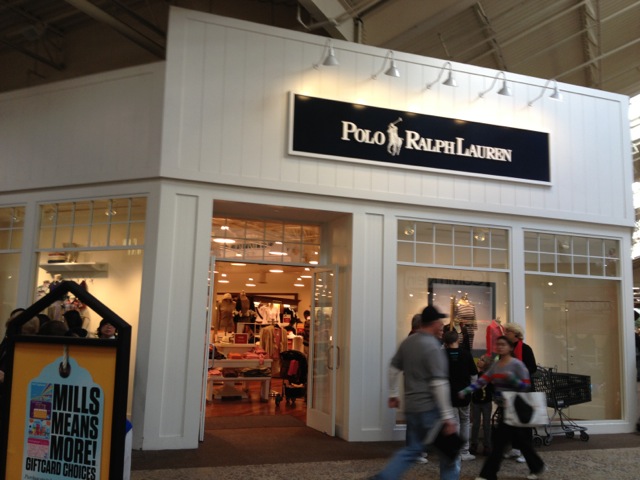 POLO RALPH LAUREN
MILLS
MEANS
MORE!
GIFTCARD CHOICES